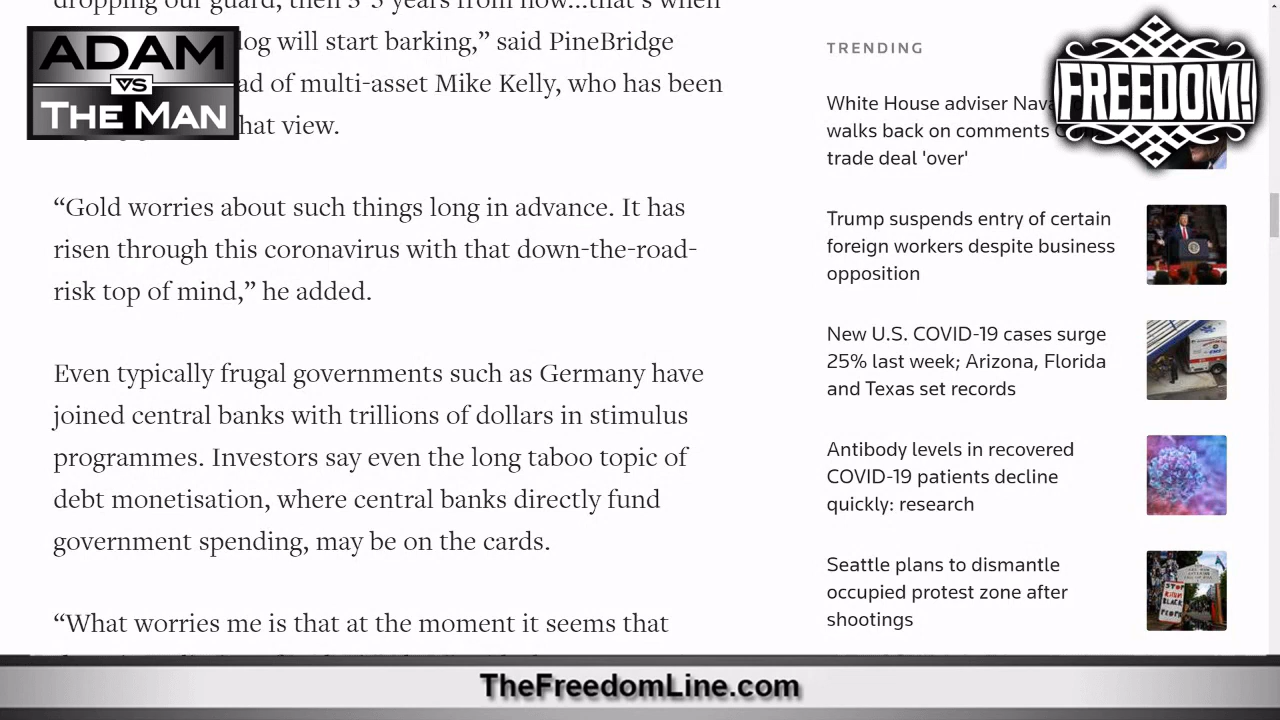 dropping our guard, then 3-5 years from now...that's when
log will start barking,” said PineBridge
ad of multi-asset Mike Kelly, who has been
hat view.
“Gold worries about such things long in advance. It has
risen through this coronavirus with that down-the-road-
risk top of mind,” he added.
Even typically frugal governments such as Germany have
joined central banks with trillions of dollars in stimulus
programmes. Investors say even the long taboo topic of
debt monetisation, where central banks directly fund
government spending, may be on the cards.
“What worries me is that at the moment it seems that
ADAM
VS
THE MAN
TRENDING
White House adviser Nava
walks back on comments C
trade deal 'over'
Trump suspends entry of certain
foreign workers despite business
opposition
New U.S. COVID-19 cases surge
25% last week; Arizona, Florida
and Texas set records
Antibody levels in recovered
COVID-19 patients decline
quickly: research
Seattle plans to dismantle
occupied protest zone after
shootings
STOP
KILLIN
BLACK
PEOPLE
FREEDOM!
TheFreedomLine.com